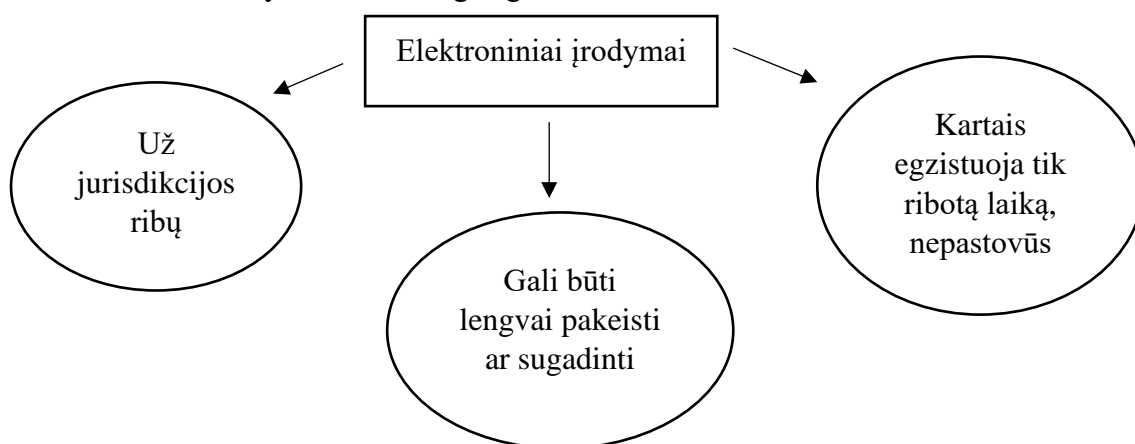 Elektroniniai įrodymai
Už
jurisdikcijos
ribų
Gali būti
lengvai pakeisti
ar sugadinti
Kartais
egzistuoja tik
ribotą laiką,
nepastovūs